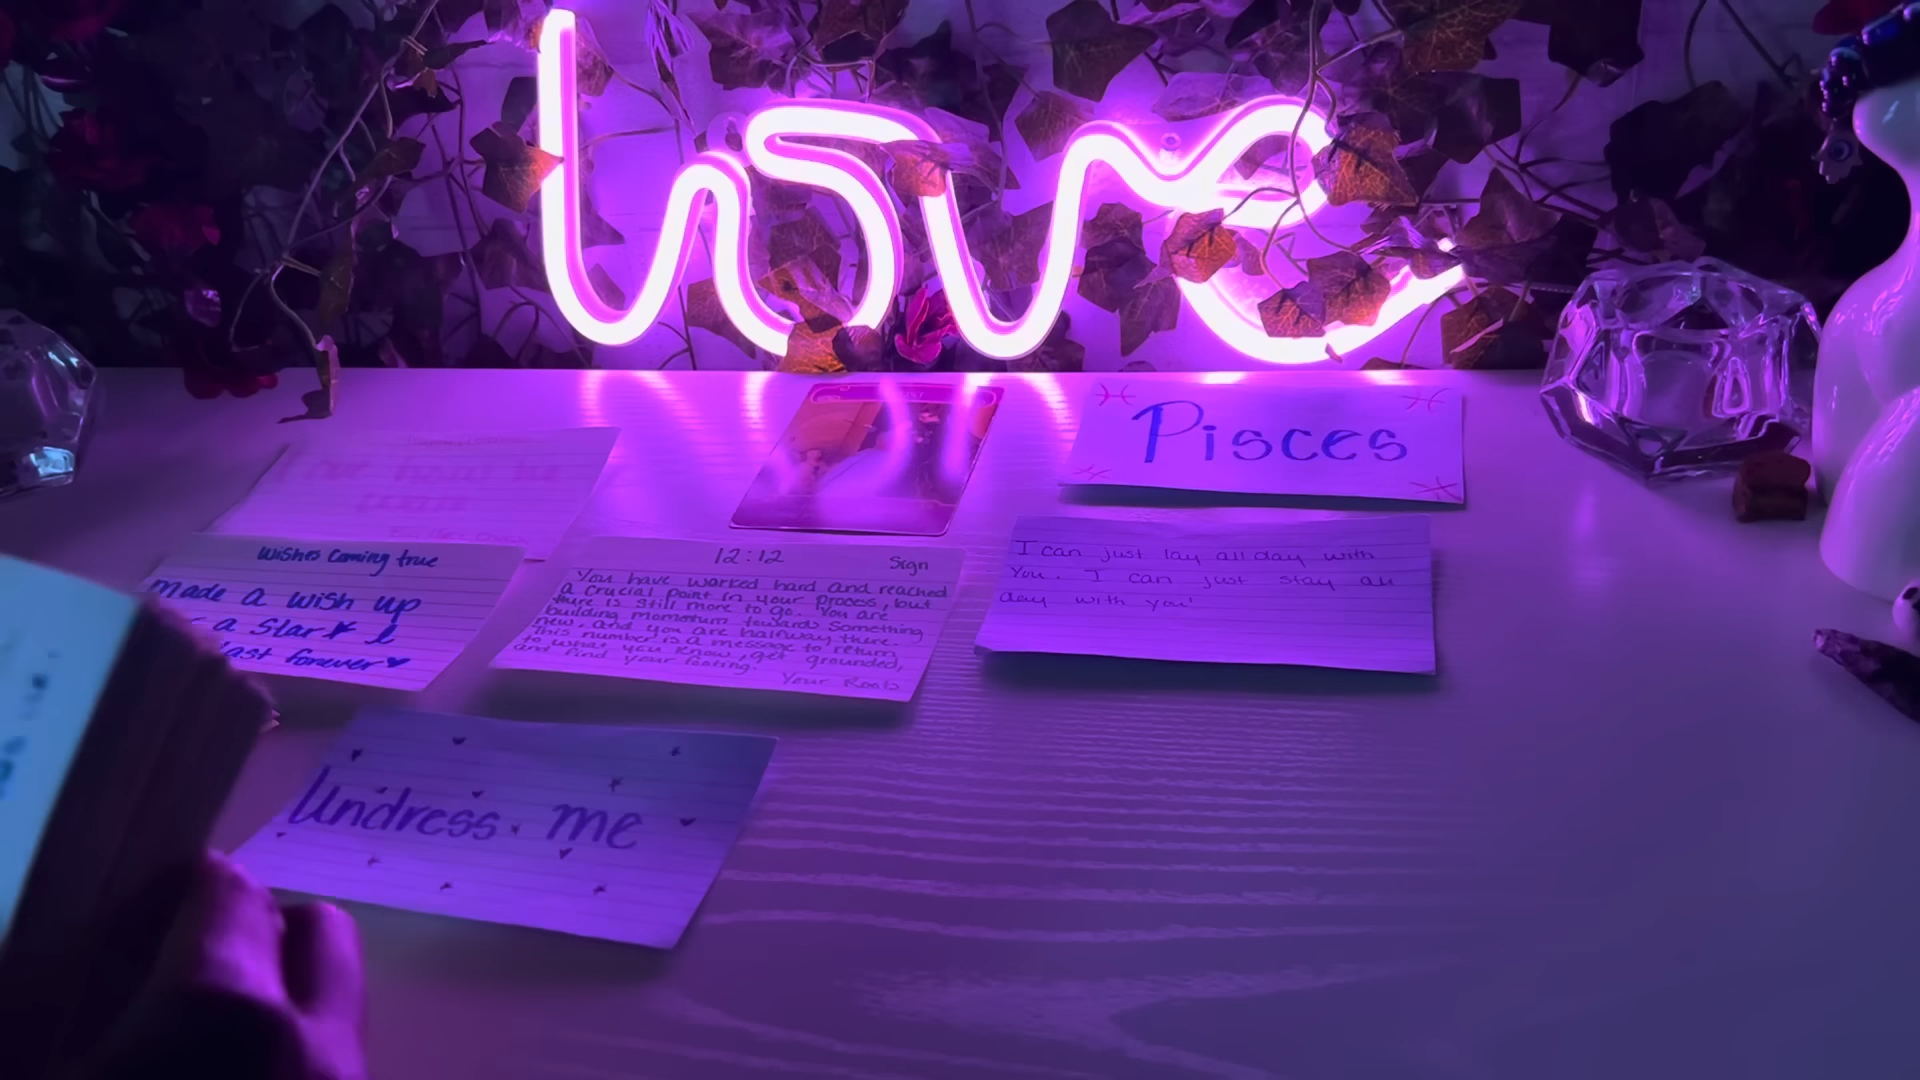 love
Pisces
I can just lay all day with
you. I can just stay all
day with you'
Wishes coming true
made a wish up
a star
last forever
12:12
Sign
You have worked hard and reached
a crucial point in your process, but
there is still more to go. You are
building momentum towards something
new, and you are halfway there.
This number is a message to return
to what you know, get grounded,
and find your footing.
Your Roots
Undress me